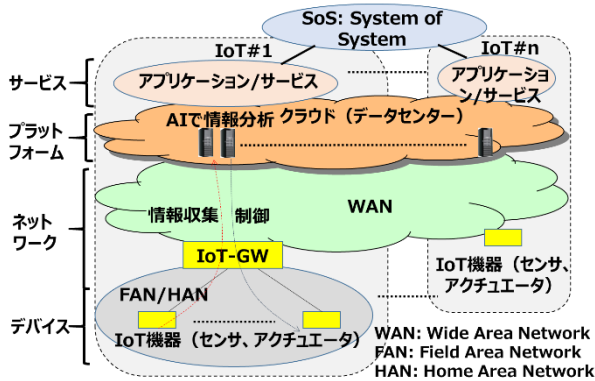 SoS: System of
System
IoT#1
IoT#n
サービス
アプリケーション/サービス
アプリケーショ
ン/サービス
プラット
フォーム
AIで情報分析
クラウド（データセンター）
ネット
ワーク
情報収集
制御
WAN
IoT-GW
IoT機器（センサ、
アクチュエータ）
FAN/HAN
デバイス
IoT機器（センサ、アクチュエータ）
WAN: Wide Area Network
FAN: Field Area Network
HAN: Home Area Network